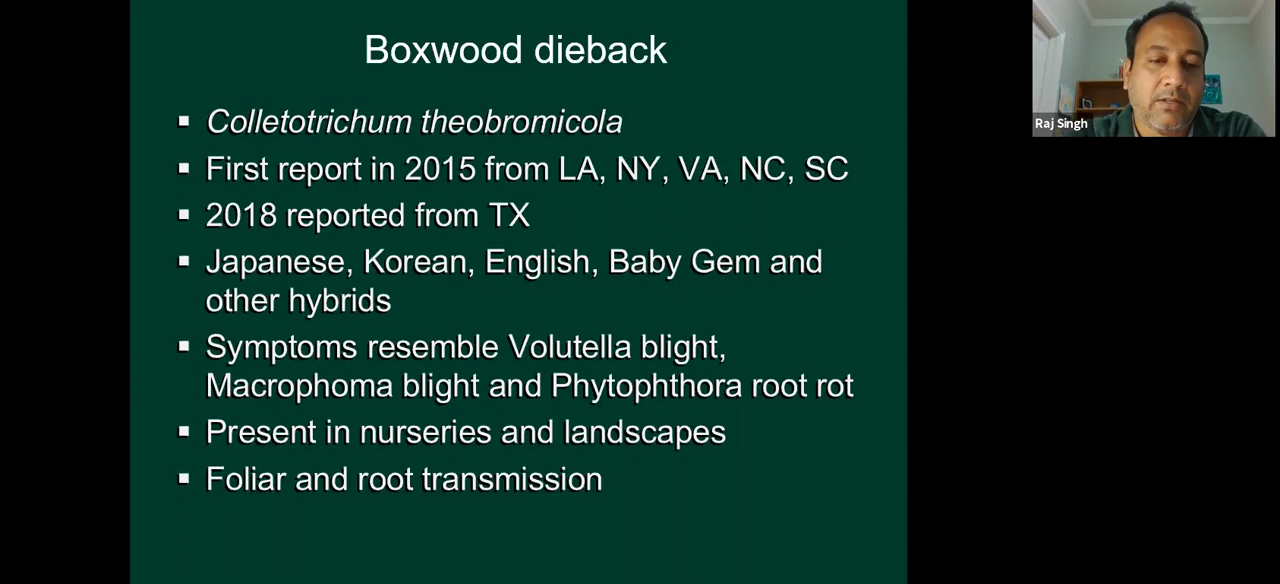 Boxwood dieback
▪ Colletotrichum theobromicola
▪ First report in 2015 from LA, NY, VA, NC, SC
▪ 2018 reported from TX
▪ Japanese, Korean, English, Baby Gem and
other hybrids
▪ Symptoms resemble Volutella blight,
Macrophoma blight and Phytophthora root rot
▪ Present in nurseries and landscapes
▪ Foliar and root transmission
Raj Singh